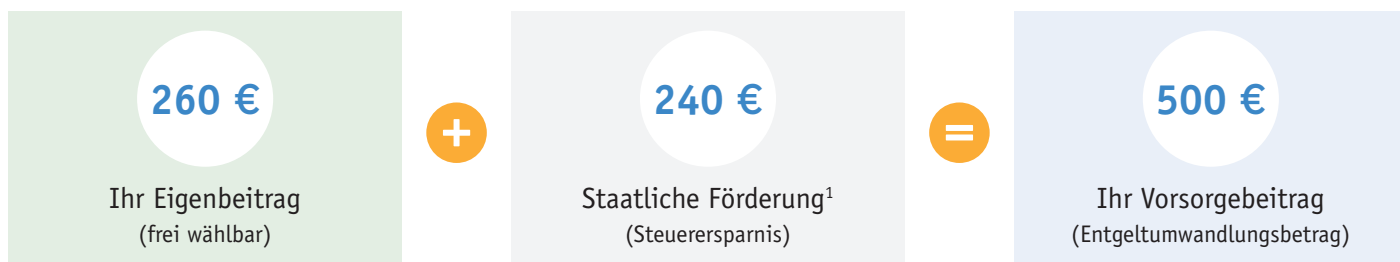 260 €
Ihr Eigenbeitrag
(frei wählbar)
+
240 €
Staatliche Förderung¹
(Steuerersparnis)
=
500 €
Ihr Vorsorgebeitrag
(Entgeltumwandlungsbetrag)